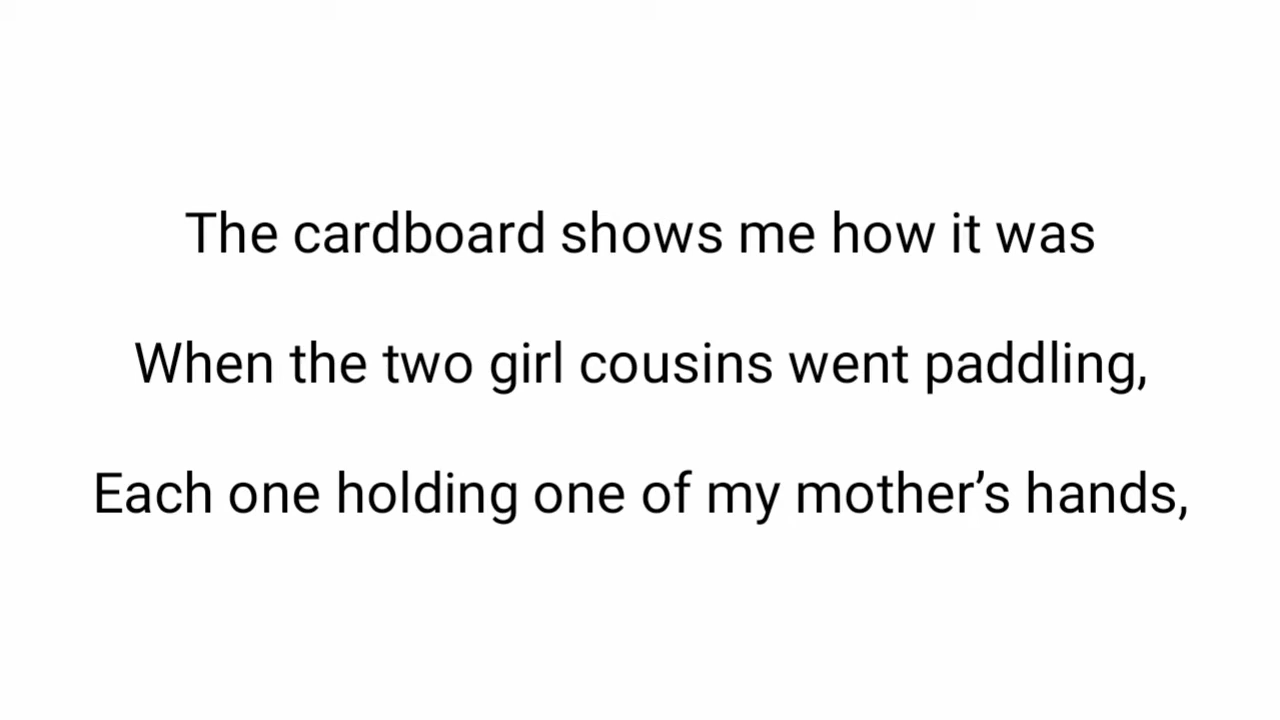 The cardboard shows me how it was
When the two girl cousins went paddling,
Each one holding one of my mother’s hands,